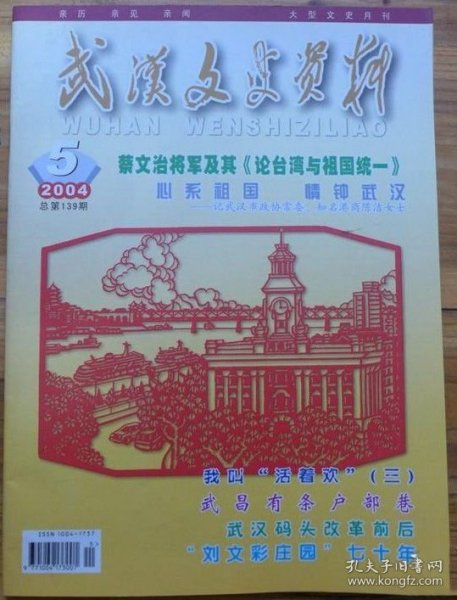 亲历 亲见 亲闻 大型文史月刊
武汉文史资料
WUHAN WENSHIZILIAO
5
2004
总第139期
蔡文治将军及其《论台湾与祖国统一》
心系祖国 情钟武汉
——记武汉市政协常委、知名港商陈洁女士
我叫“活着欢”(三)
武昌有条户部巷
武汉码头改革前后
“刘文彩庄园”七十年
ISSN 1004-1737
05
9 771004 173007
孔夫子旧书网
www.kongfz.com